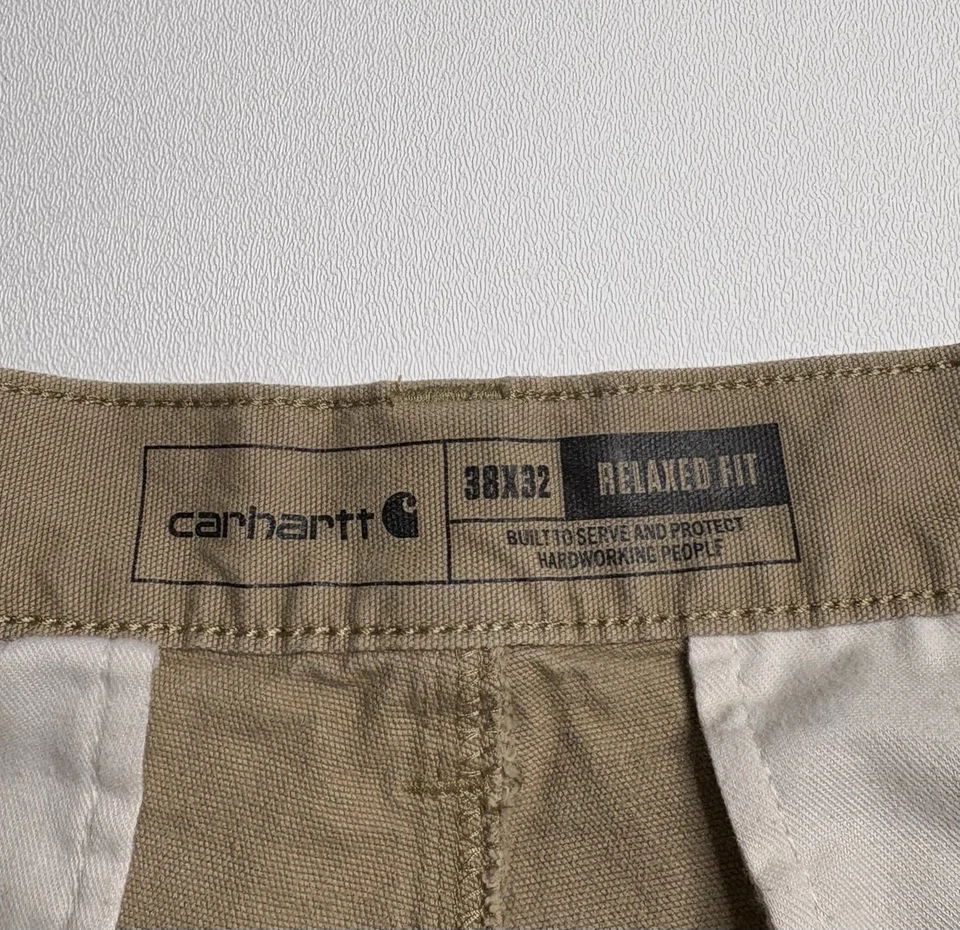 carhartt
38X32 RELAXED FIT
BUILT TO SERVE AND PROTECT
HARDWORKING PEOPLE